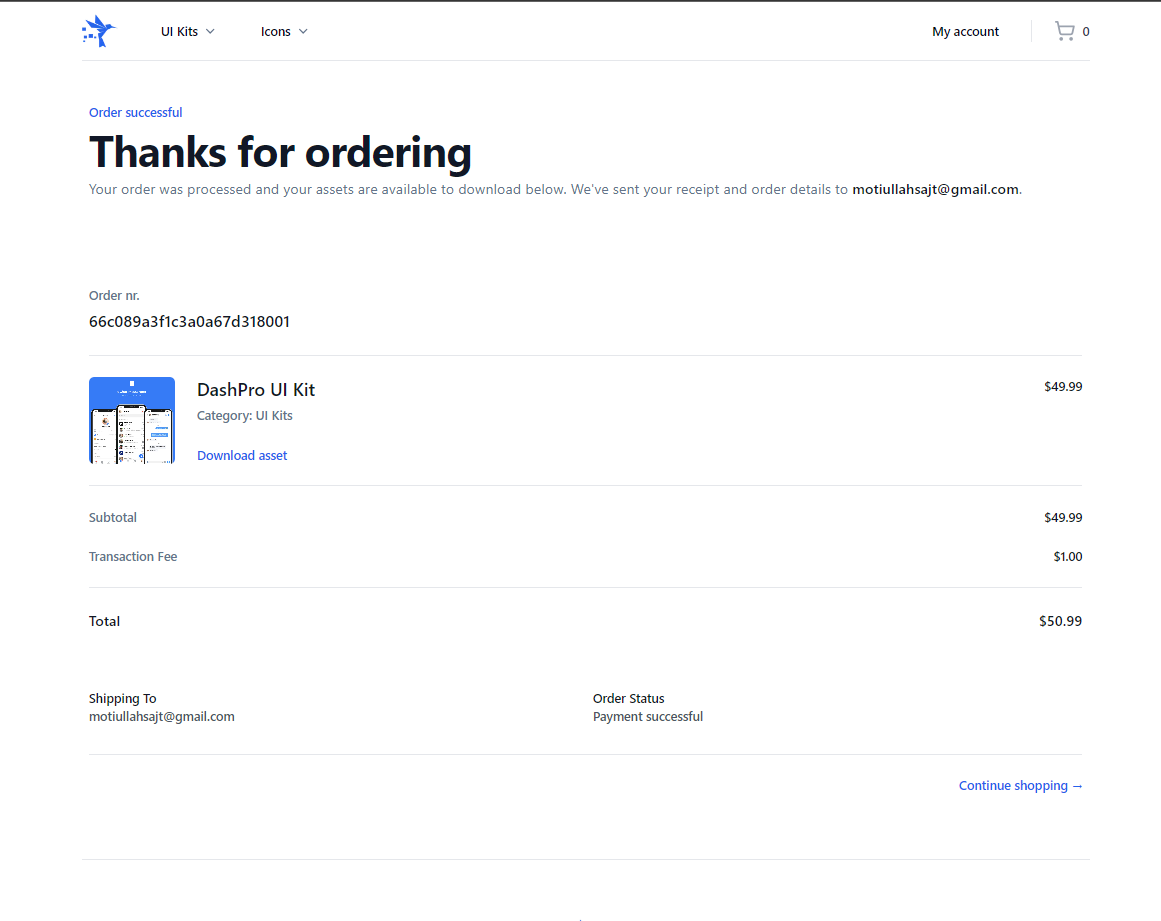 UI Kits
Icons
My account
0
Order successful
Thanks for ordering
Your order was processed and your assets are available to download below. We've sent your receipt and order details to motiullahsajt@gmail.com.
Order nr.
66c089a3f1c3a0a67d318001
DashPro UI Kit
$49.99
Category: UI Kits
Download asset
Subtotal
$49.99
Transaction Fee
$1.00
Total
$50.99
Shipping To
motiullahsajt@gmail.com
Order Status
Payment successful
Continue shopping →